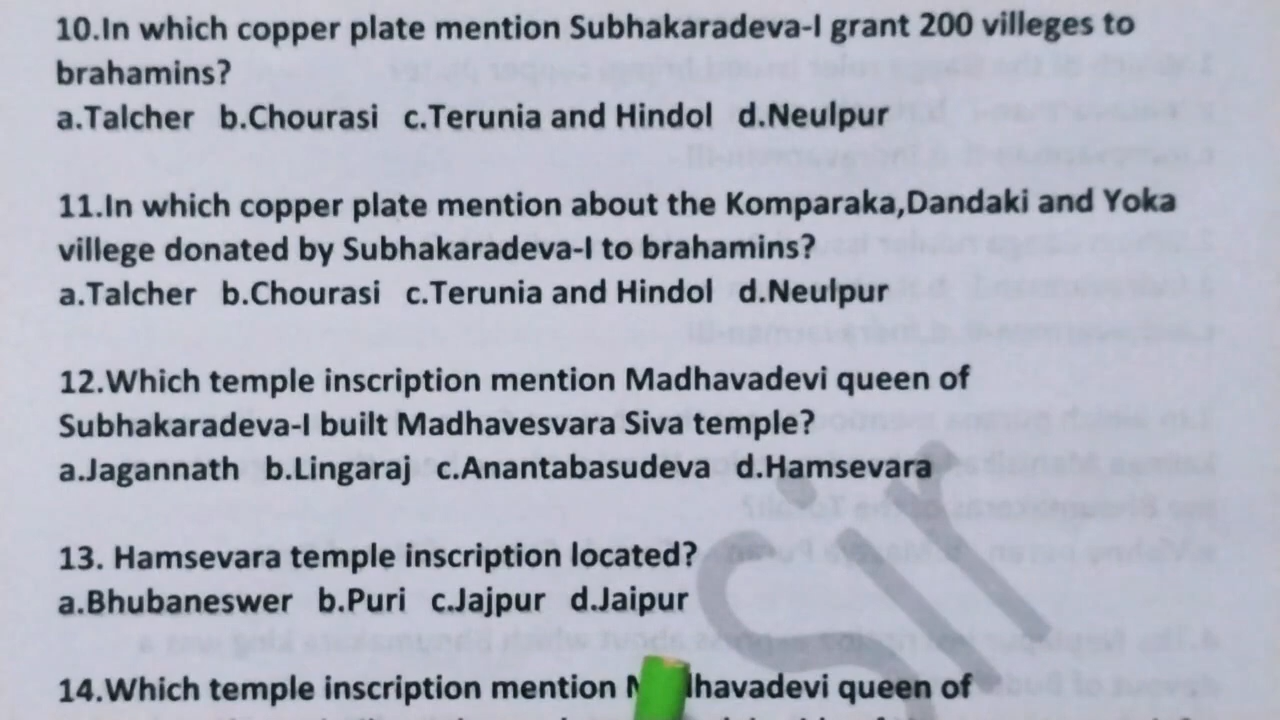 10.In which copper plate mention Subhakaradeva-I grant 200 villeges to
brahamins?
a.Talcher b.Chourasi c.Terunia and Hindol d.Neulpur
11.In which copper plate mention about the Komparaka,Dandaki and Yoka
villege donated by Subhakaradeva-I to brahamins?
a.Talcher b.Chourasi c.Terunia and Hindol d.Neulpur
12.Which temple inscription mention Madhavadevi queen of
Subhakaradeva-I built Madhavesvara Siva temple?
a.Jagannath b.Lingaraj c.Anantabasudeva d.Hamsevara
13. Hamsevara temple inscription located?
a.Bhubaneswer b.Puri c.Jajpur d.Jaipur
14.Which temple inscription mention queen of
Sir